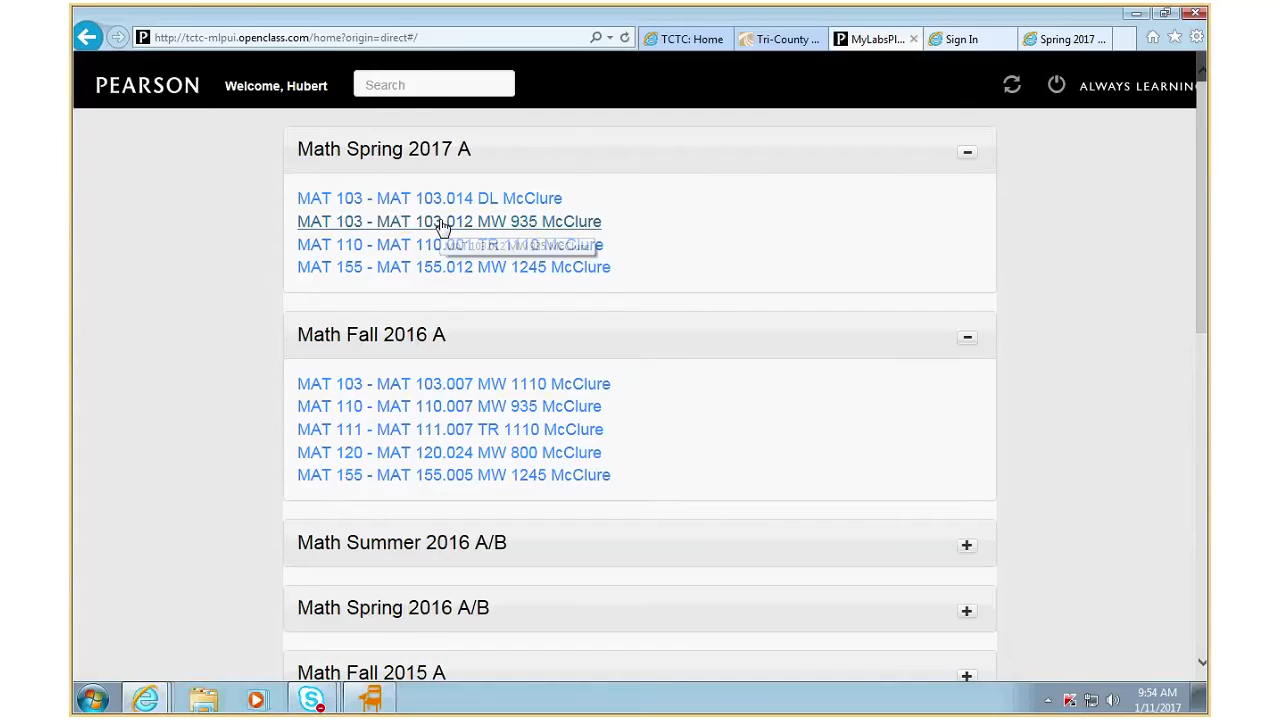 http://tctc-mlpui.openclass.com/home?origin=direct#/
TCTC: Home
Tri-County ...
MyLabsPl...
Sign In
Spring 2017 ...
PEARSON
Welcome, Hubert
Search
ALWAYS LEARNING
Math Spring 2017 A
MAT 103 - MAT 103.014 DL McClure
MAT 103 - MAT 103.012 MW 935 McClure
MAT 110 - MAT 110.001 TR 1110 McClure
MAT 155 - MAT 155.012 MW 1245 McClure
Math Fall 2016 A
MAT 103 - MAT 103.007 MW 1110 McClure
MAT 110 - MAT 110.007 MW 935 McClure
MAT 111 - MAT 111.007 TR 1110 McClure
MAT 120 - MAT 120.024 MW 800 McClure
MAT 155 - MAT 155.005 MW 1245 McClure
Math Summer 2016 A/B
Math Spring 2016 A/B
Math Fall 2015 A
9:54 AM
1/11/2017